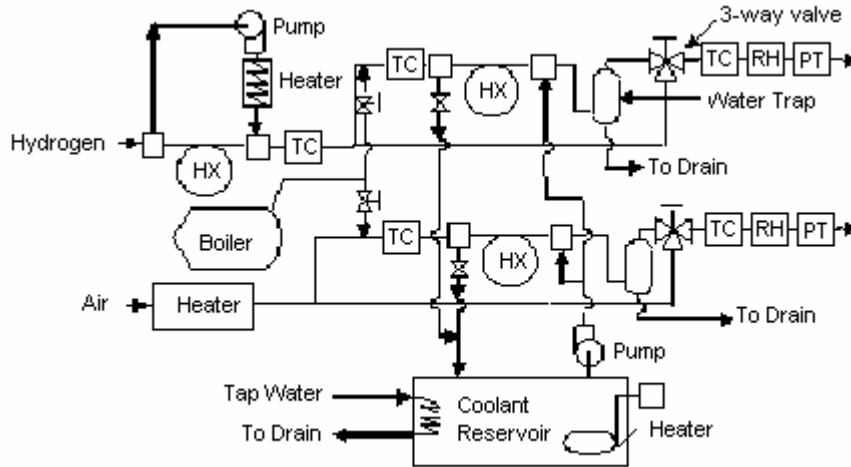 3-way valve
Pump
TC
RH
PT
TC
Heater
HX
Water Trap
Hydrogen
TC
HX
To Drain
Boiler
TC
HX
TC
RH
PT
Air
Heater
To Drain
Pump
Tap Water
Coolant
Reservoir
To Drain
Heater